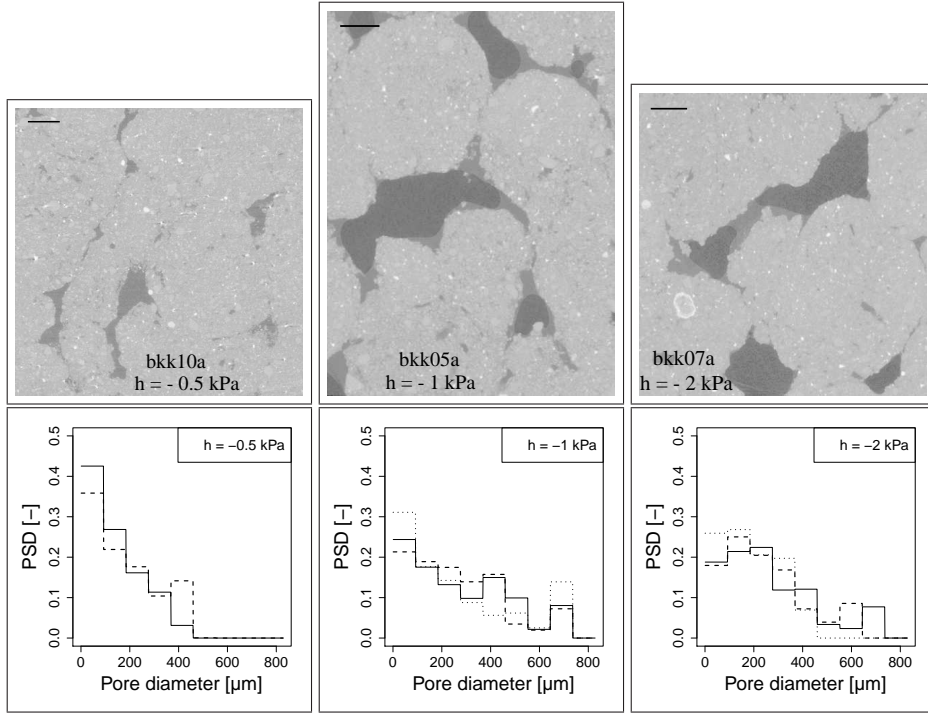 bkk10a
h = - 0.5 kPa
bkk05a
h = - 1 kPa
bkk07a
h = - 2 kPa
h = −0.5 kPa
0.5
0.4
0.3
0.2
0.1
0.0
PSD [−]
0 200 400 600 800
Pore diameter [µm]
h = −1 kPa
0.5
0.4
0.3
0.2
0.1
0.0
PSD [−]
0 200 400 600 800
Pore diameter [µm]
h = −2 kPa
0.5
0.4
0.3
0.2
0.1
0.0
PSD [−]
0 200 400 600 800
Pore diameter [µm]